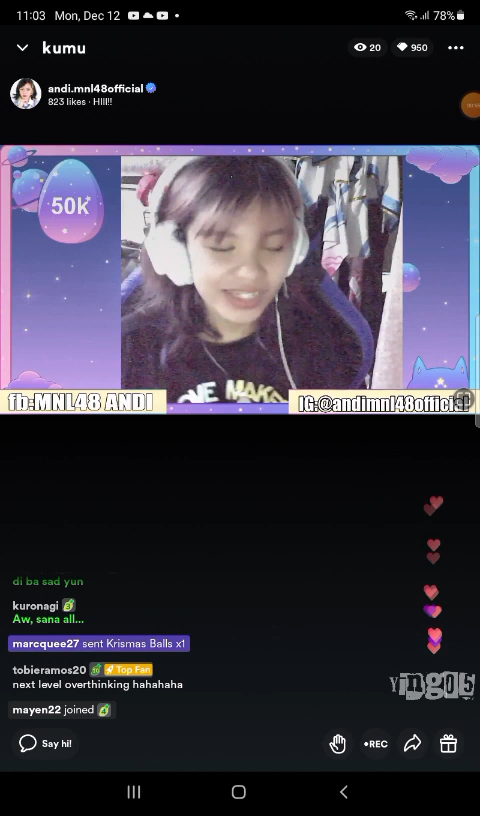 11:03 Mon, Dec 12 78%
kumu
20 950
andi.mnl48official
823 likes · HIII!!
50K
fb:MNL48 ANDI
IG:@andimnl48official
di ba sad yun
kuronagi
Aw, sana all...
marcquee27 sent Krismas Balls x1
tobieramos20 Top Fan
next level overthinking hahahaha
mayen22 joined
Yingo5
Say hi!
•REC